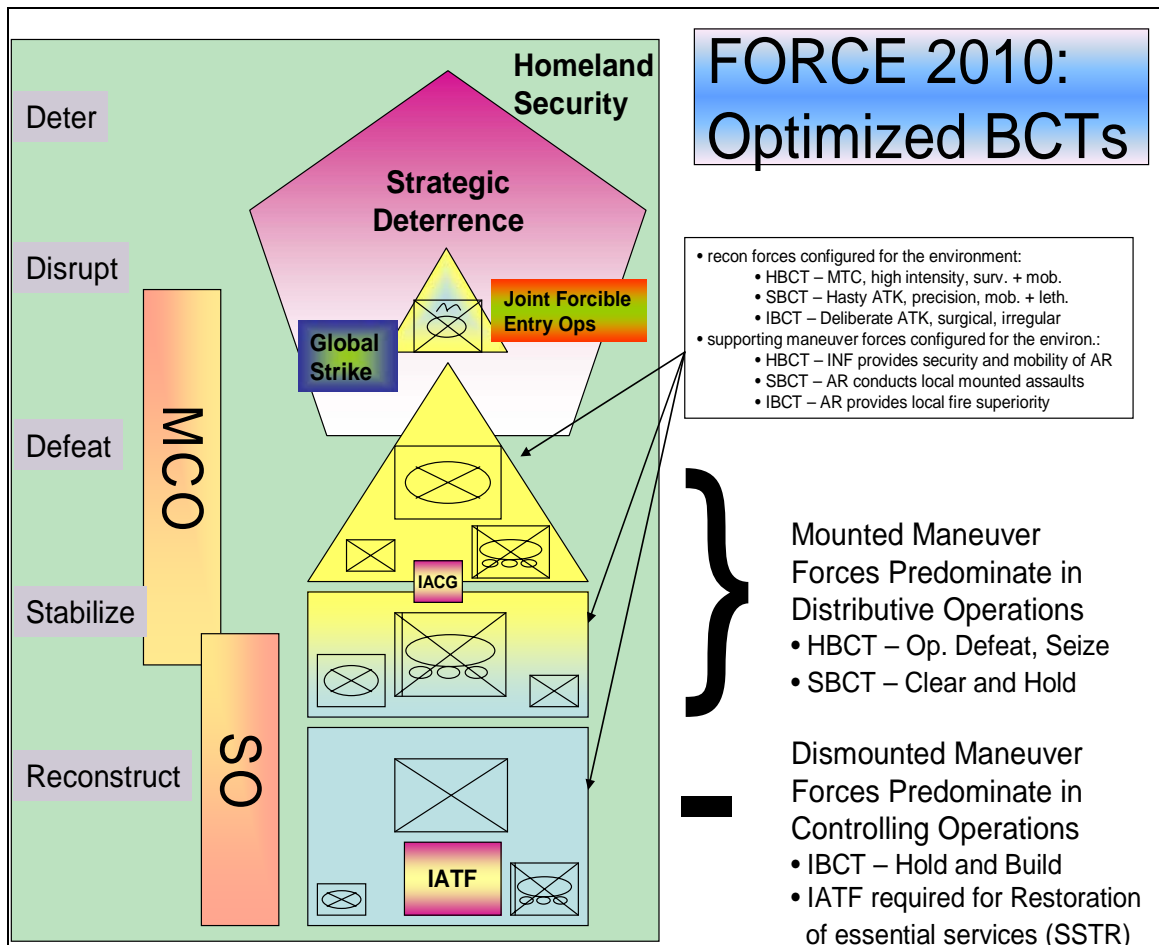 FORCE 2010:
Optimized BCTs
Homeland
Security
Deter
Strategic
Deterrence
Disrupt
Joint Forcible
Entry Ops
Global
Strike
• recon forces configured for the environment:
• HBCT – MTC, high intensity, surv. + mob.
• SBCT – Hasty ATK, precision, mob. + leth.
• IBCT – Deliberate ATK, surgical, irregular
• supporting maneuver forces configured for the environ.:
• HBCT – INF provides security and mobility of AR
• SBCT – AR conducts local mounted assaults
• IBCT – AR provides local fire superiority
MCO
Defeat
IACG
Stabilize
}
Mounted Maneuver
Forces Predominate in
Distributive Operations
• HBCT – Op. Defeat, Seize
• SBCT – Clear and Hold
SO
Reconstruct
IATF
-
Dismounted Maneuver
Forces Predominate in
Controlling Operations
• IBCT – Hold and Build
• IATF required for Restoration
of essential services (SSTR)